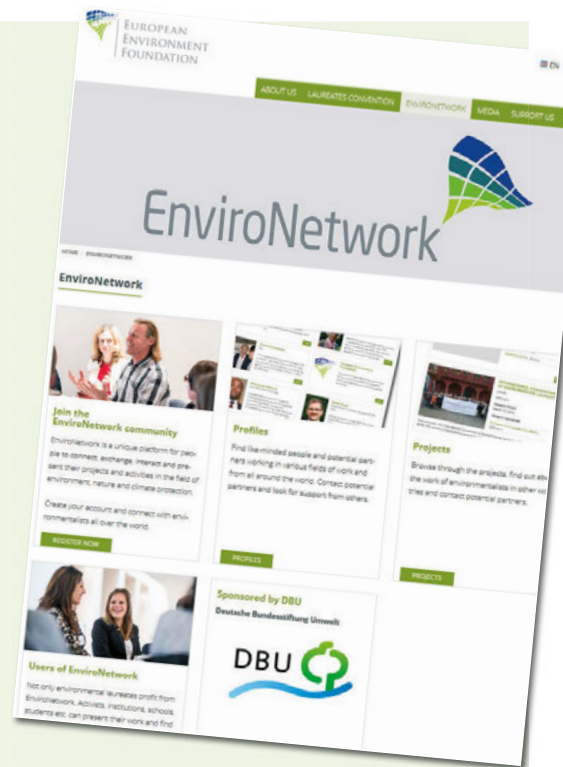 EUROPEAN
ENVIRONMENT
FOUNDATION
EN
ABOUT US LAUREATES CONVENTION ENVIRONETWORK MEDIA SUPPORT US
EnviroNetwork
HOME ENVIRONETWORK
EnviroNetwork
Join the
EnviroNetwork community
EnviroNetwork is a unique platform for peo-
ple to connect, exchange, interact and pre-
sent their projects and activities in the field of
environment, nature and climate protection.
Create your account and connect with envi-
ronmentalists all over the world.
REGISTER NOW
Profiles
Find like-minded people and potential part-
ners working in various fields of work and
from all around the world. Contact potential
partners and look for support from others.
PROFILES
Projects
Browse through the projects, find out abo
the work of environmentalists in other
tries and contact potential partners.
PROJECTS
Users of EnviroNetwork
Not only environmental laureates profit from
EnviroNetwork. Activists, institutions, schools,
students etc. can present their work and find
Sponsored by DBU
Deutsche Bundesstiftung Umwelt
DBU